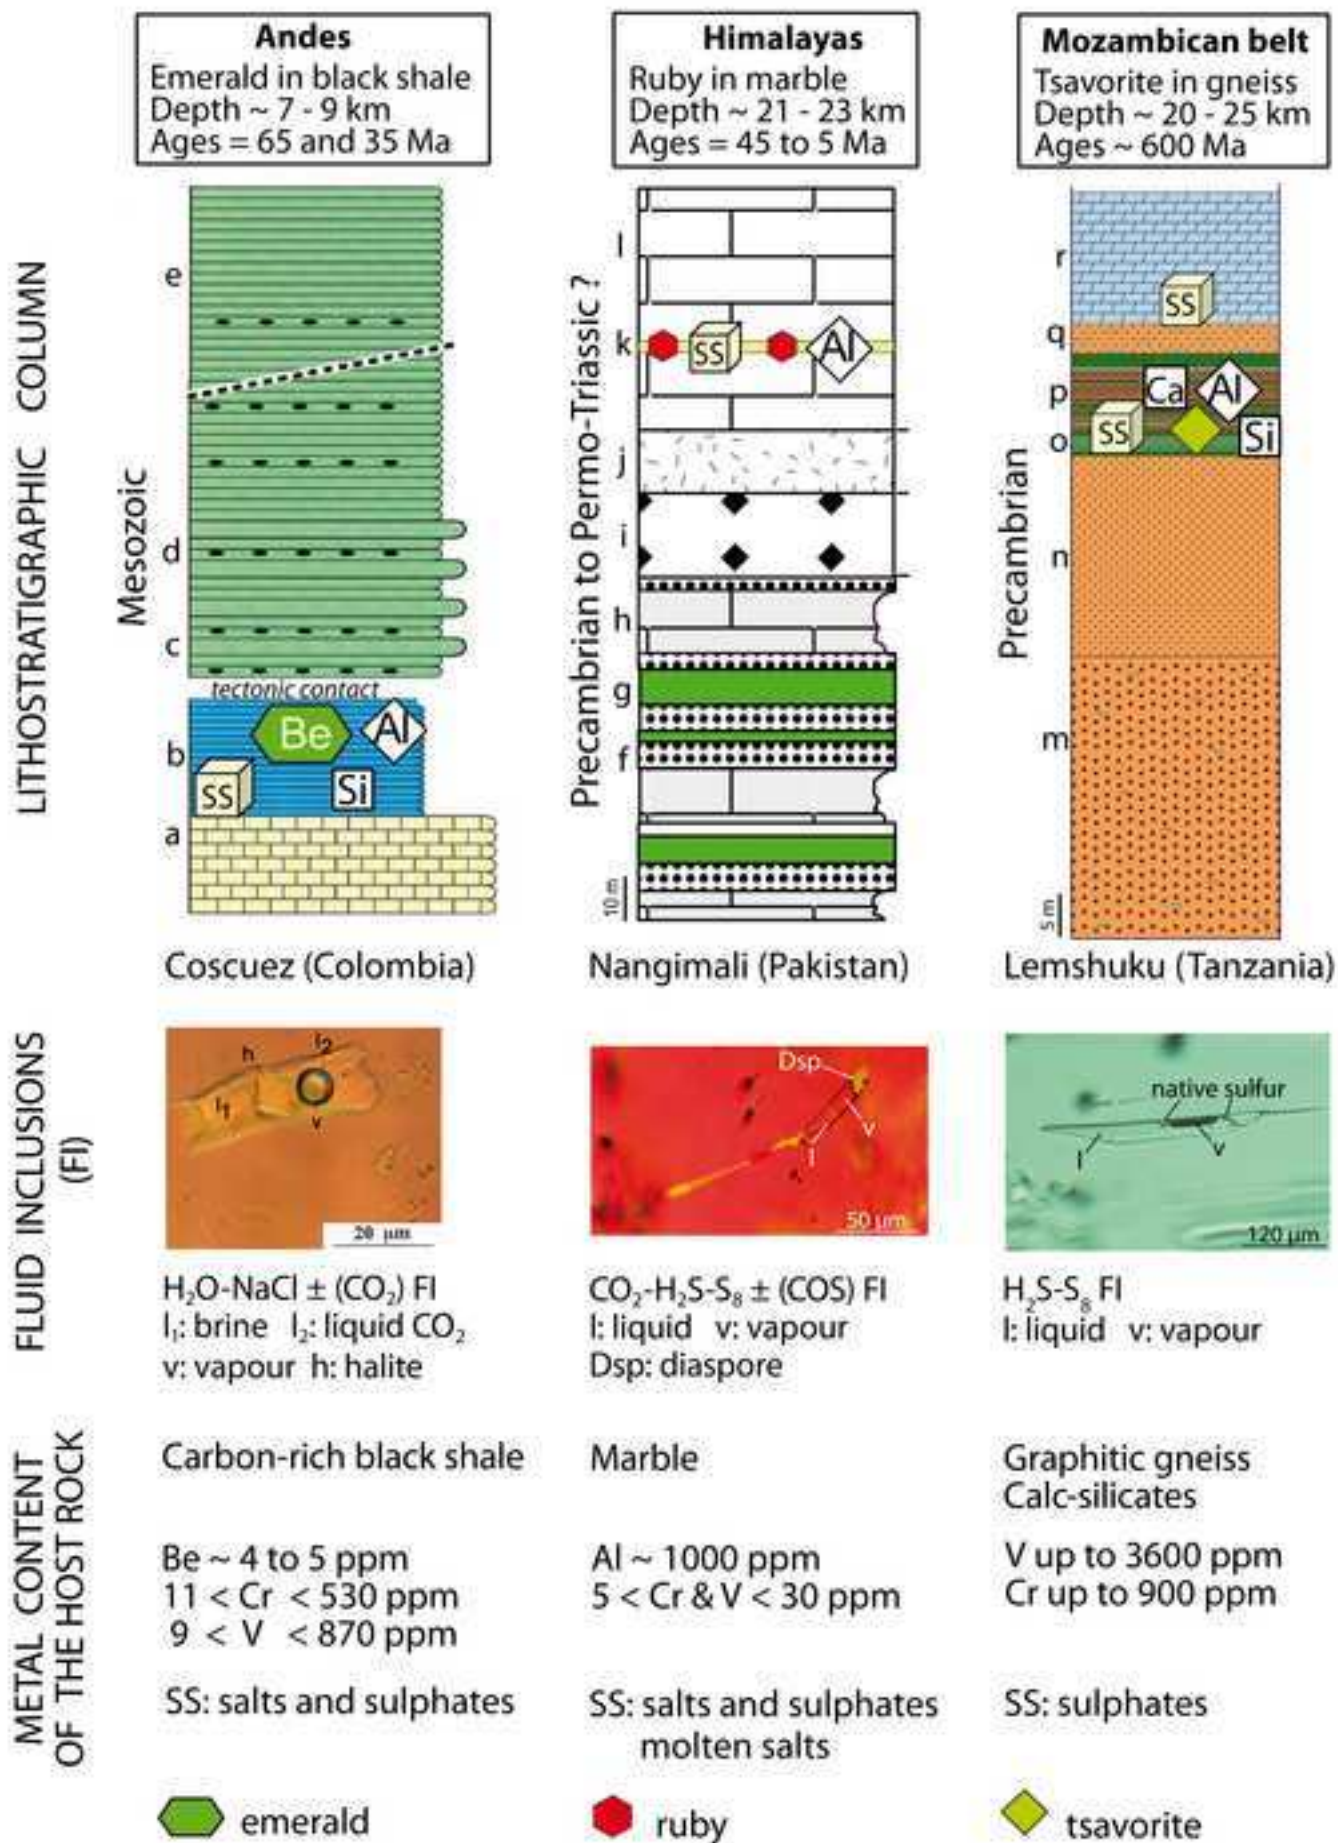 Andes
Emerald in black shale
Depth ~ 7 - 9 km
Ages = 65 and 35 Ma
Himalayas
Ruby in marble
Depth ~ 21 - 23 km
Ages = 45 to 5 Ma
Mozambican belt
Tsavorite in gneiss
Depth ~ 20 - 25 km
Ages ~ 600 Ma
LITHOSTRATIGRAPHIC COLUMN
Mesozoic
e
d
c
tectonic contact
b
Be
Al
SS
Si
a
Coscuez (Colombia)
Precambrian to Permo-Triassic ?
l
k
SS
Al
j
i
h
g
f
10 m
Nangimali (Pakistan)
Precambrian
r
SS
q
p
Ca
Al
o
SS
Si
n
m
5 m
Lemshuku (Tanzania)
FLUID INCLUSIONS
(FI)
h
l₂
l₁
v
20 µm
H₂O-NaCl ± (CO₂) FI
l₁: brine l₂: liquid CO₂
v: vapour h: halite
Dsp
v
l
50 µm
CO₂-H₂S-S₈ ± (COS) FI
l: liquid v: vapour
Dsp: diaspore
native sulfur
l
v
120 µm
H₂S-S₈ FI
l: liquid v: vapour
METAL CONTENT
OF THE HOST ROCK
Carbon-rich black shale
Be ~ 4 to 5 ppm
11 < Cr < 530 ppm
9 < V < 870 ppm
SS: salts and sulphates
Marble
Al ~ 1000 ppm
5 < Cr & V < 30 ppm
SS: salts and sulphates
molten salts
Graphitic gneiss
Calc-silicates
V up to 3600 ppm
Cr up to 900 ppm
SS: sulphates
emerald
ruby
tsavorite